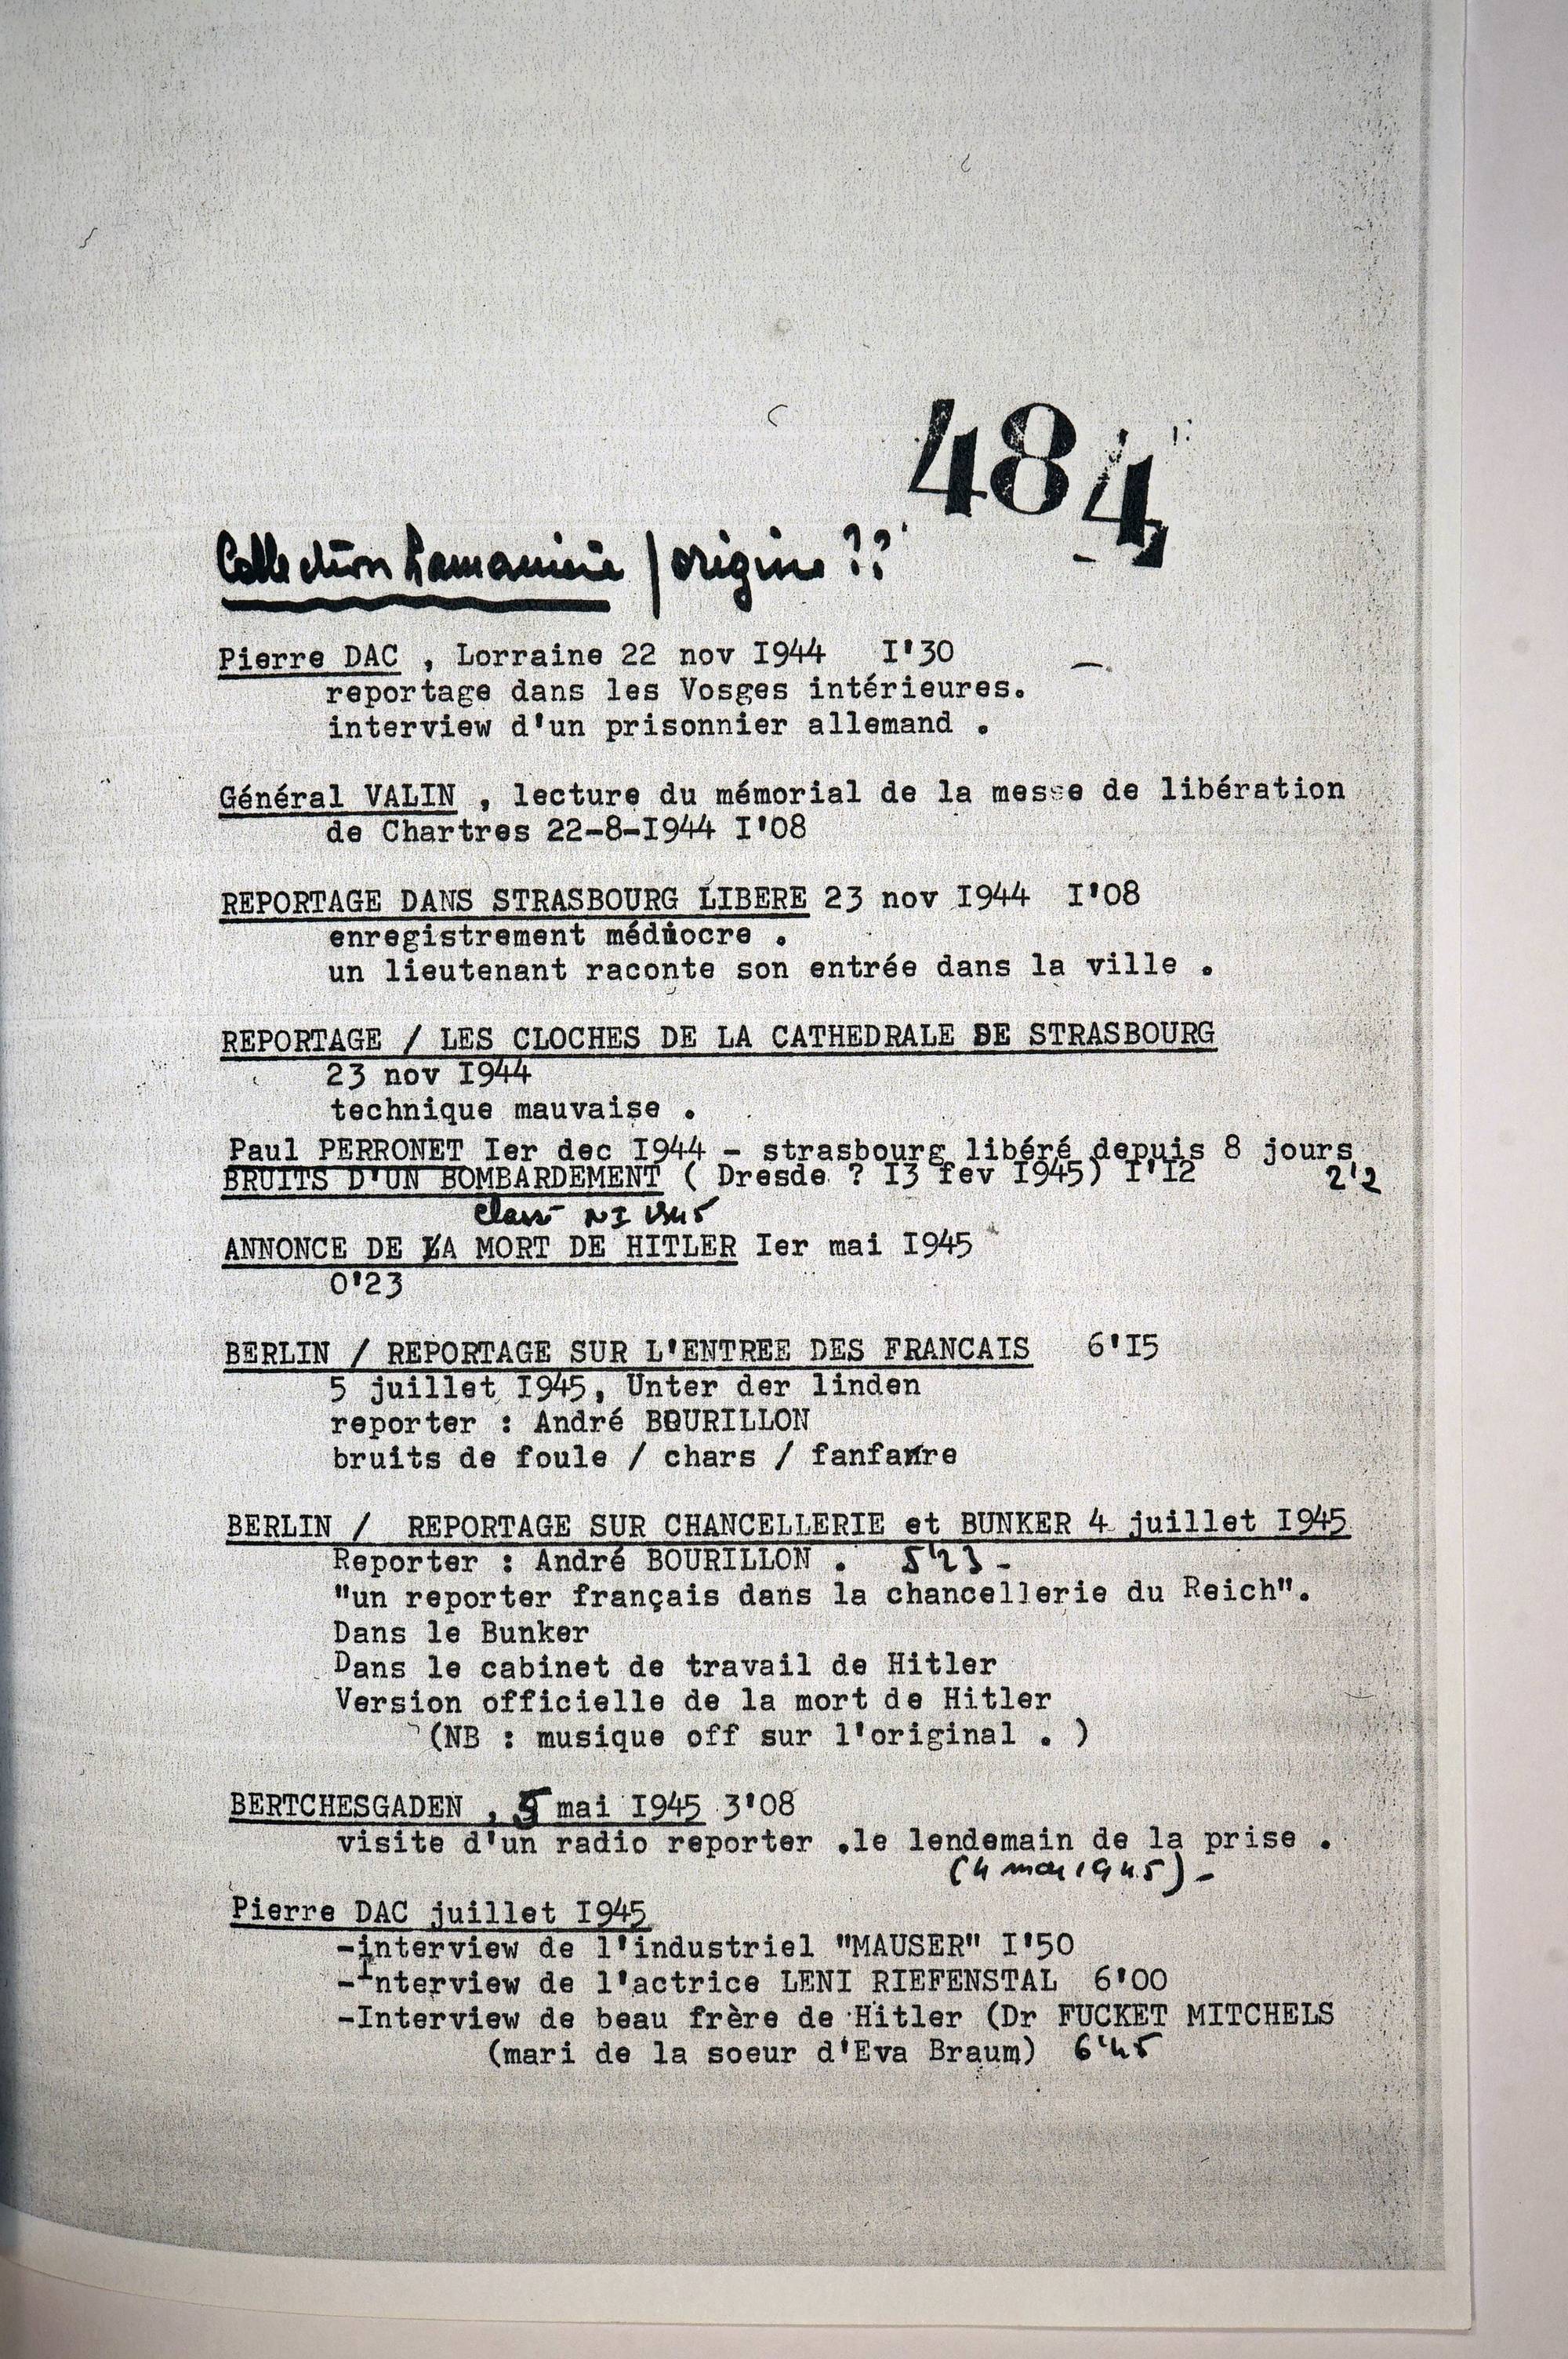 484
Collection / origine ??
Pierre DAC , Lorraine 22 nov I944 I'30
reportage dans les Vosges intérieures.
interview d'un prisonnier allemand .
Général VALIN , lecture du mémorial de la messe de libération
de Chartres 22-8-I944 I'08
REPORTAGE DANS STRASBOURG LIBERE 23 nov I944 I'08
enregistrement médiocre .
un lieutenant raconte son entrée dans la ville .
REPORTAGE / LES CLOCHES DE LA CATHEDRALE DE STRASBOURG
23 nov I944
technique mauvaise .
Paul PERRONET Ier dec I944 - strasbourg libéré depuis 8 jours
2'2
BRUITS D'UN BOMBARDEMENT ( Dresde ? I3 fev I945) I'I2
ANNONCE DE LA MORT DE HITLER Ier mai I945
0'23
BERLIN / REPORTAGE SUR L'ENTREE DES FRANCAIS 6'I5
5 juillet I945, Unter der linden
reporter : André BOURILLON
bruits de foule / chars / fanfare
BERLIN / REPORTAGE SUR CHANCELLERIE et BUNKER 4 juillet I945
Reporter : André BOURILLON . 5'23 -
"un reporter français dans la chancellerie du Reich".
Dans le Bunker
Dans le cabinet de travail de Hitler
Version officielle de la mort de Hitler
(NB : musique off sur l'original . )
BERTCHESGADEN , 5 mai I945 3'08
visite d'un radio reporter .le lendemain de la prise .
(4 mai 1945) -
Pierre DAC juillet I945
-interview de l'industriel "MAUSER" I'50
-Interview de l'actrice LENI RIEFENSTAL 6'00
-Interview de beau frère de Hitler (Dr FUCKET MITCHELS
(mari de la soeur d'Eva Braum) 6'45